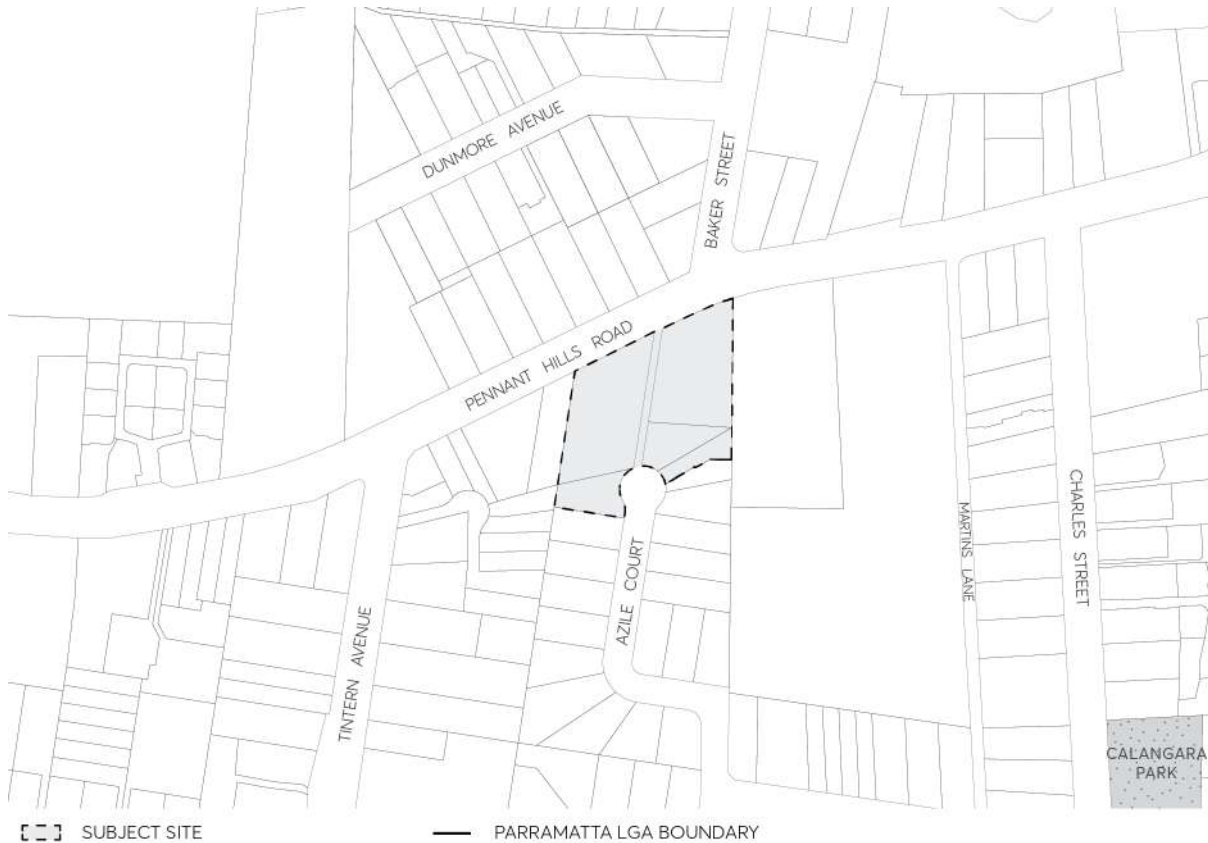 DUNMORE AVENUE
BAKER STREET
PENNANT HILLS ROAD
AZILE COURT
TINTERN AVENUE
MARTINS LANE
CHARLES STREET
CALANGARA
PARK
SUBJECT SITE
PARRAMATTA LGA BOUNDARY